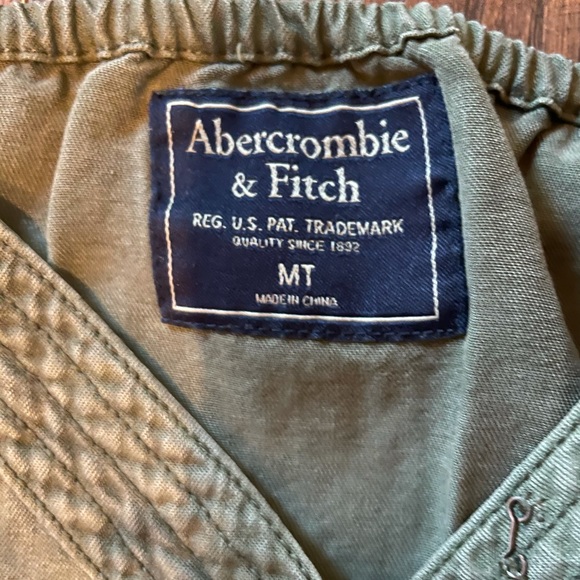 Abercrombie
& Fitch
REG. U.S. PAT. TRADEMARK
QUALITY SINCE 1892
MT
MADE IN CHINA